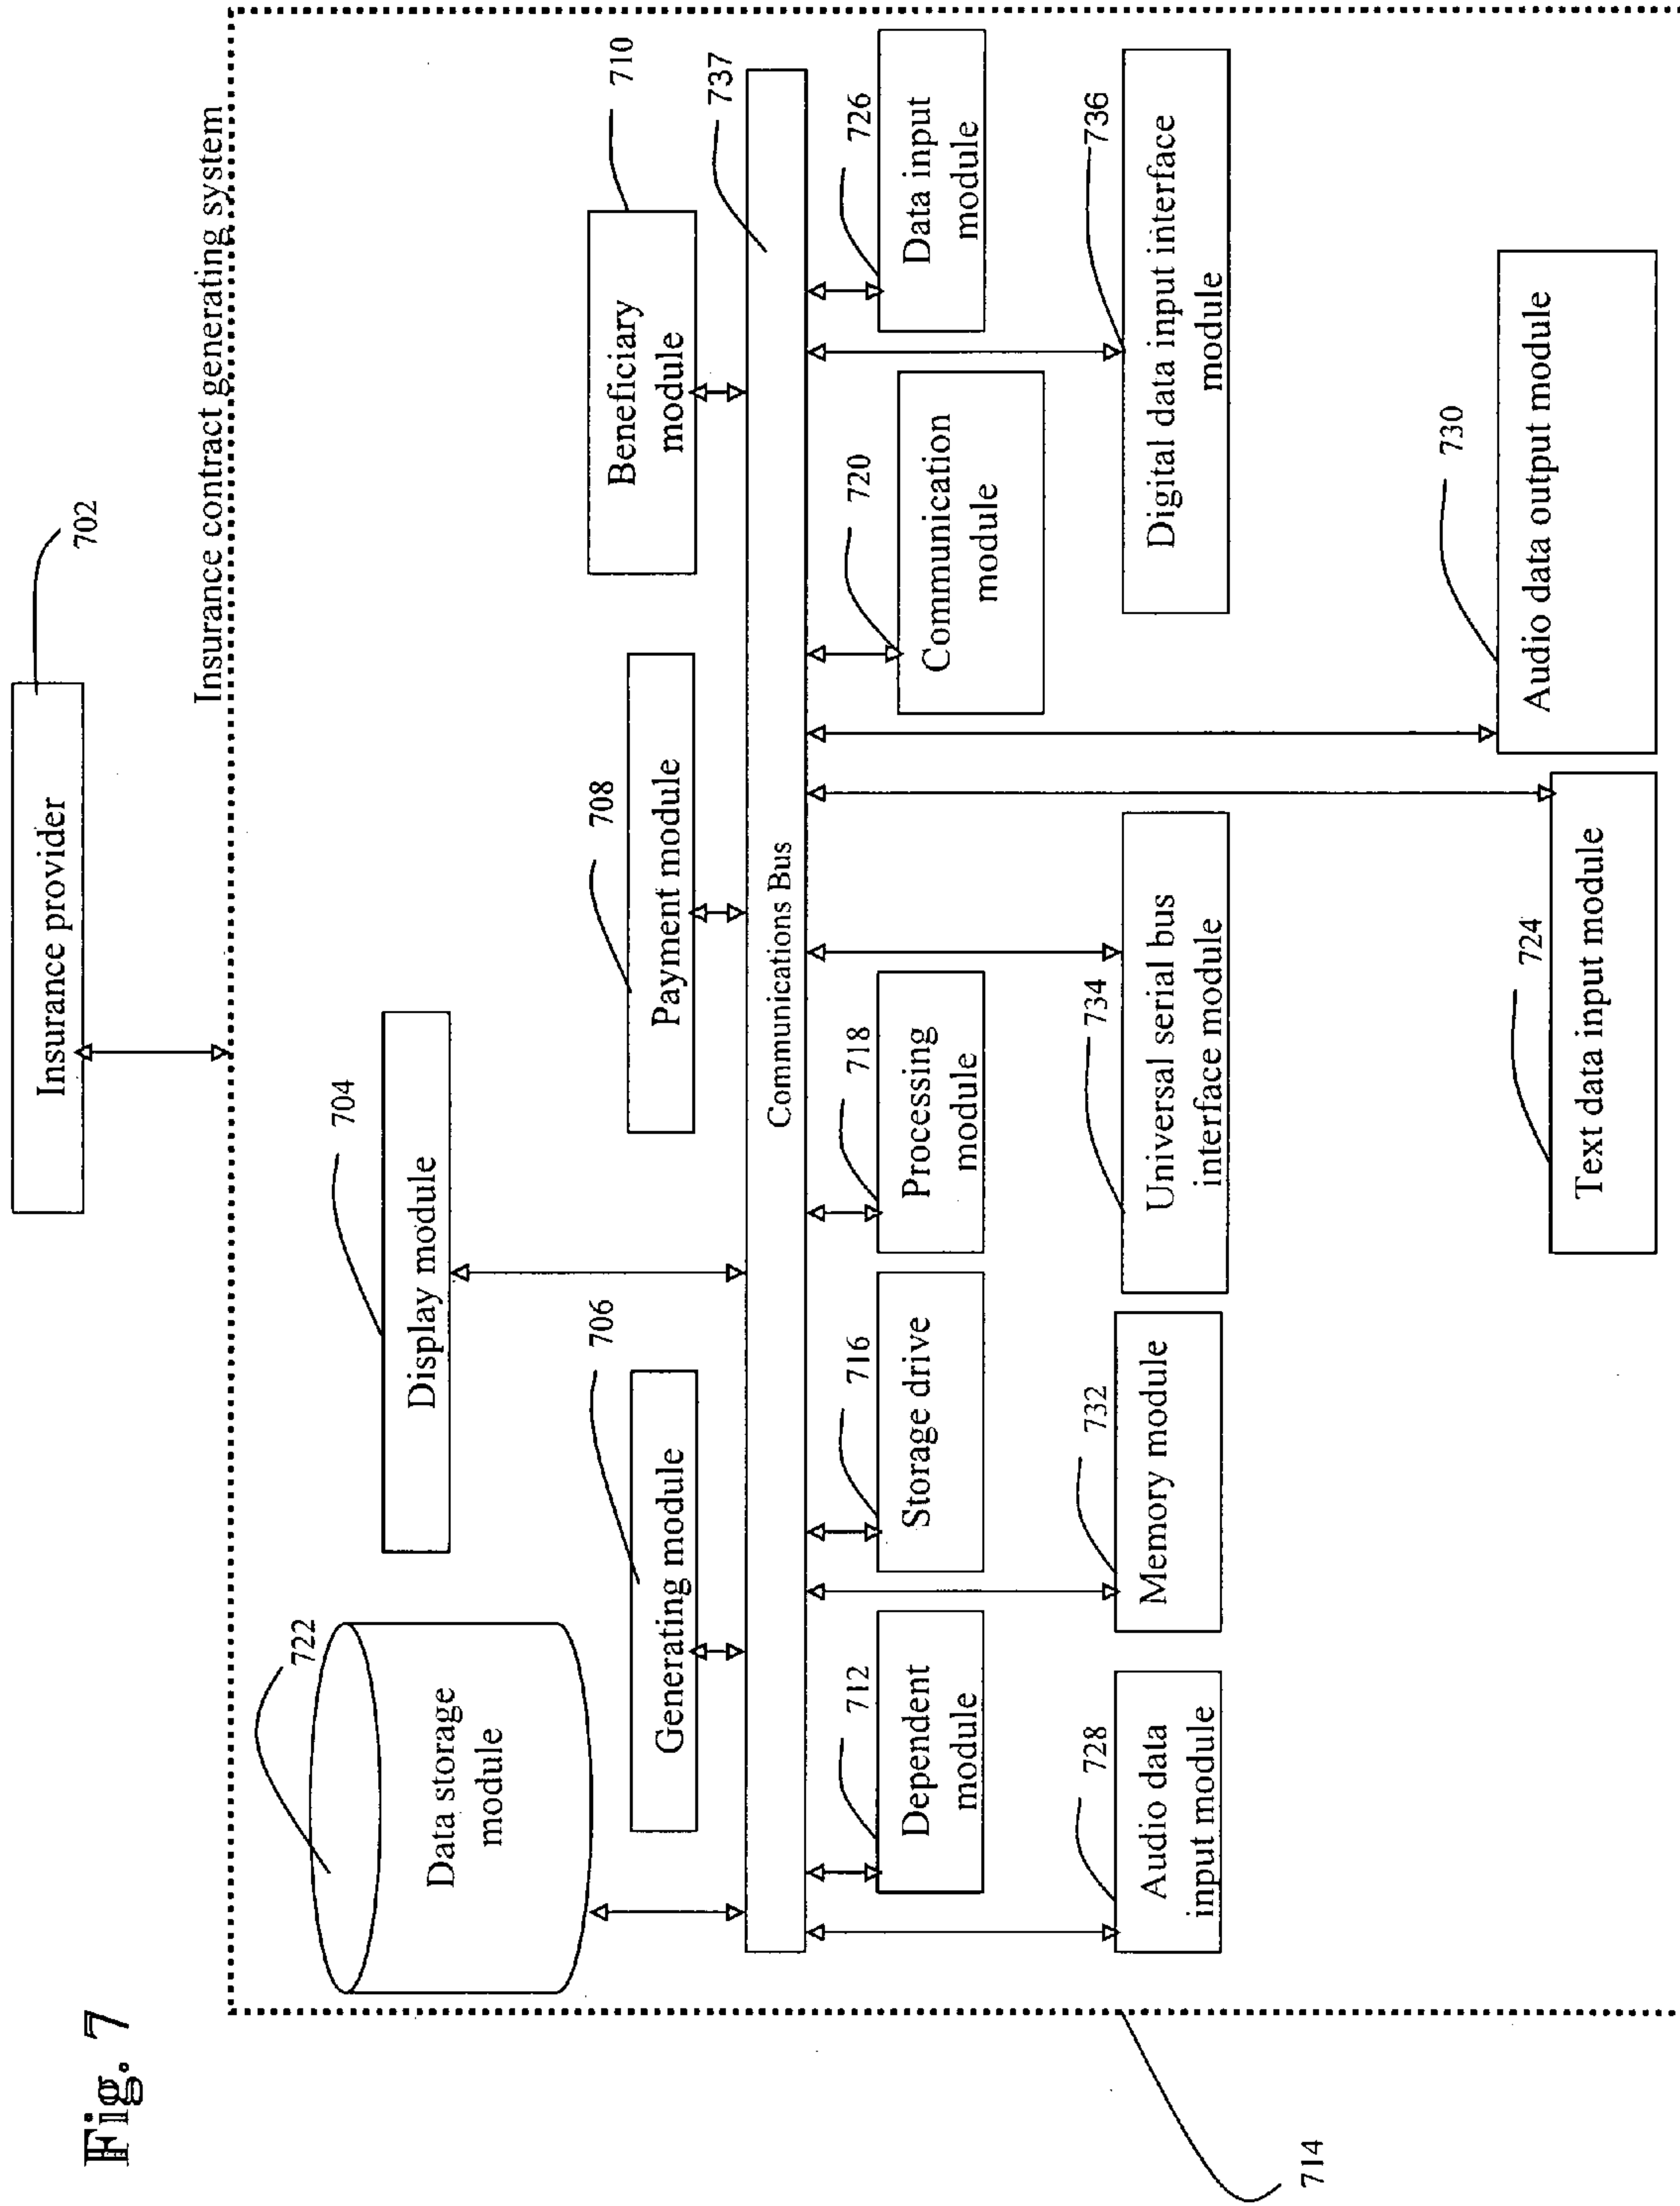 Fig. 7
Insurance provider
702
Insurance contract generating system
722
Data storage
module
704
Display module
706
Generating module
708
Payment module
710
Beneficiary
module
737
Communications Bus
712
Dependent
module
716
Storage drive
718
Processing
module
720
Communication
module
726
Data input
module
728
Audio data
input module
732
Memory module
734
Universal serial bus
interface module
736
Digital data input interface
module
724
Text data input module
730
Audio data output module
714